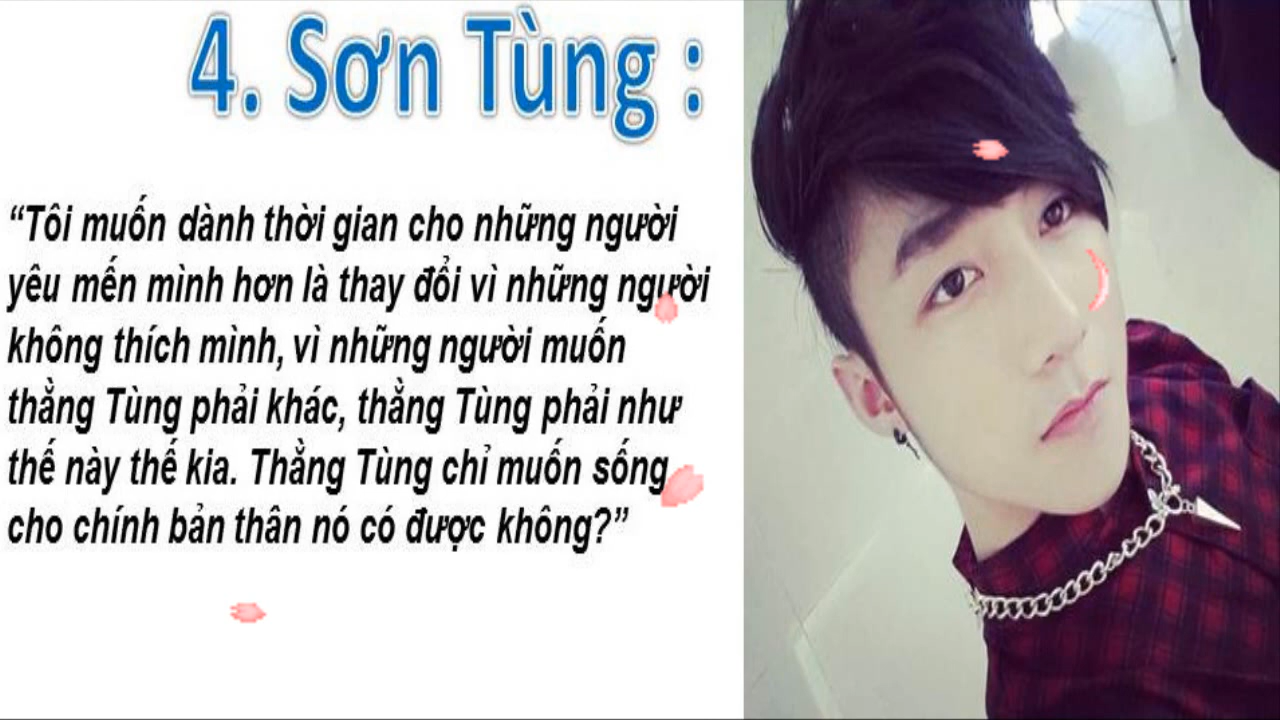 4. Sơn Tùng :
“Tôi muốn dành thời gian cho những người
yêu mến mình hơn là thay đổi vì những người
không thích mình, vì những người muốn
thằng Tùng phải khác, thằng Tùng phải như
thế này thế kia. Thằng Tùng chỉ muốn sống
cho chính bản thân nó có được không?”